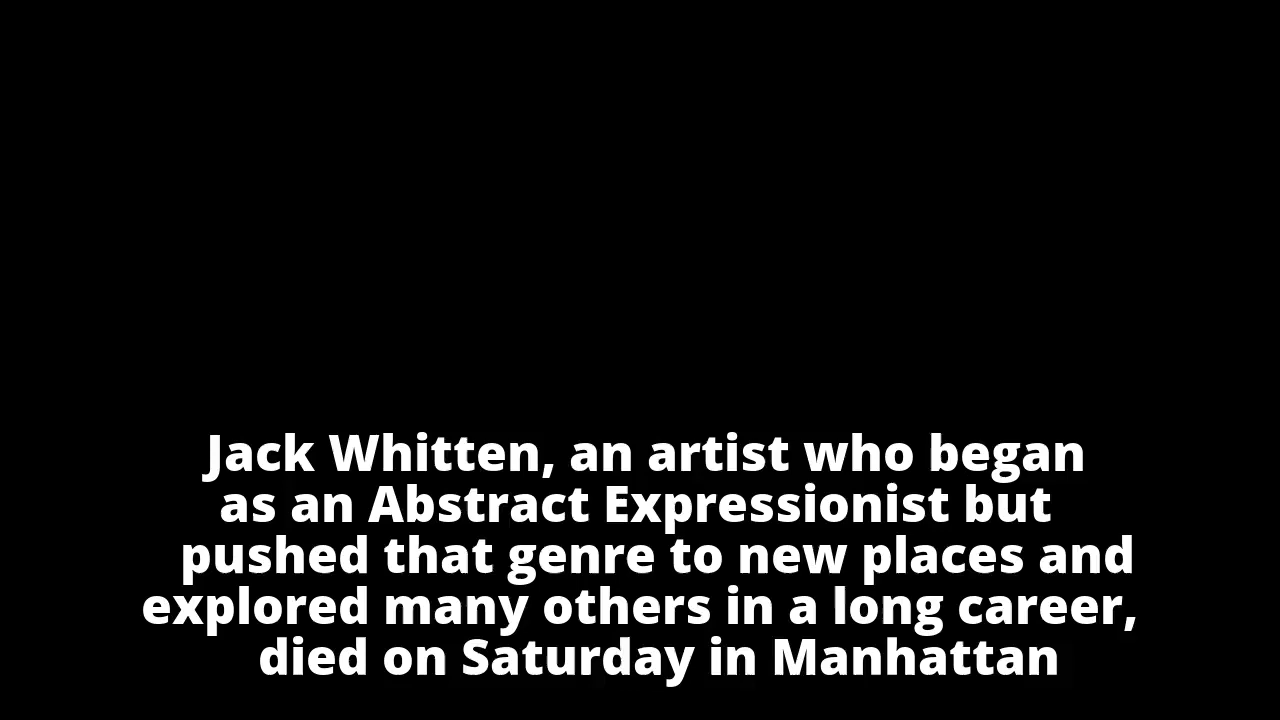 Jack Whitten, an artist who began
as an Abstract Expressionist but
pushed that genre to new places and
explored many others in a long career,
died on Saturday in Manhattan